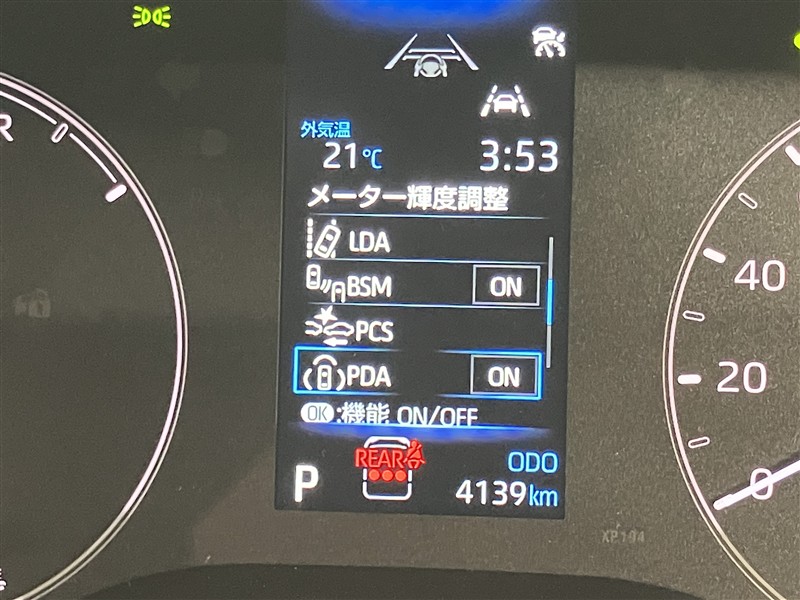 外気温
21℃
3:53
メーター輝度調整
LDA
BSM ON
PCS
PDA ON
OK:機能 ON/OFF
REAR
P
ODO
4139km
R
40
20
0
XP194